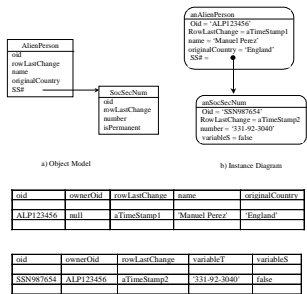 AlienPerson
oid
rowLastChange
name
originalCountry
SS#
SocSecNum
oid
rowLastChange
number
isPermanent
a) Object Model
anAlienPerson
Oid = 'ALP123456'
RowLastChange = aTimeStamp1
name = 'Manuel Perez'
originalCountry = 'England'
SS# =
anSocSecNum
Oid = 'SSN987654'
RowLastChange = aTimeStamp2
number = '331-92-3040'
variableS = false
b) Instance Diagram
oid ownerOid rowLastChange name originalCountry
ALP123456 null aTimeStamp1 'Manuel Perez' 'England'
oid ownerOid rowLastChange variableT variableS
SSN987654 ALP123456 aTimeStamp2 '331-92-3040' false